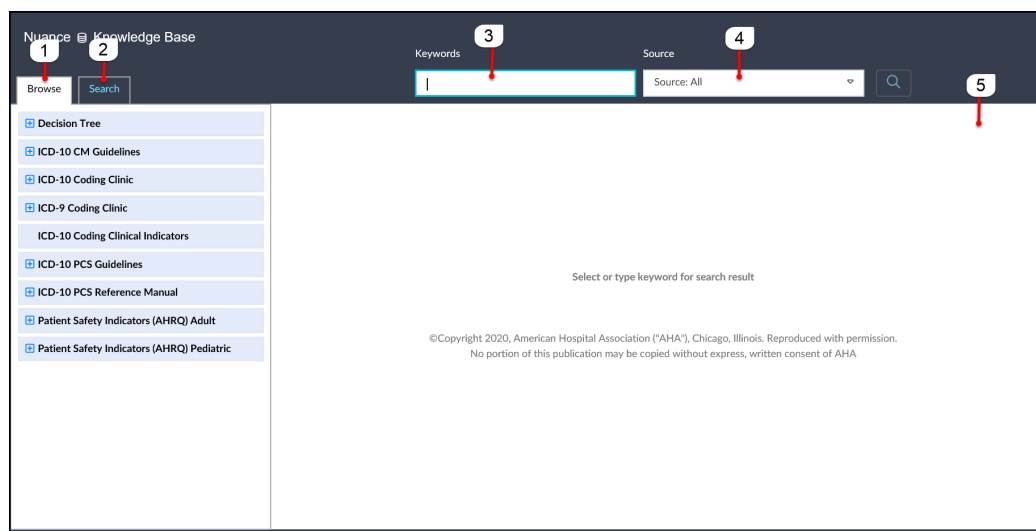 Nuance Knowledge Base
1
2
3
4
5
Keywords
Source
Browse
Search
Source: All
Decision Tree
ICD-10 CM Guidelines
ICD-10 Coding Clinic
ICD-9 Coding Clinic
ICD-10 Coding Clinical Indicators
ICD-10 PCS Guidelines
ICD-10 PCS Reference Manual
Patient Safety Indicators (AHRQ) Adult
Patient Safety Indicators (AHRQ) Pediatric
Select or type keyword for search result
©Copyright 2020, American Hospital Association ("AHA"), Chicago, Illinois. Reproduced with permission.
No portion of this publication may be copied without express, written consent of AHA